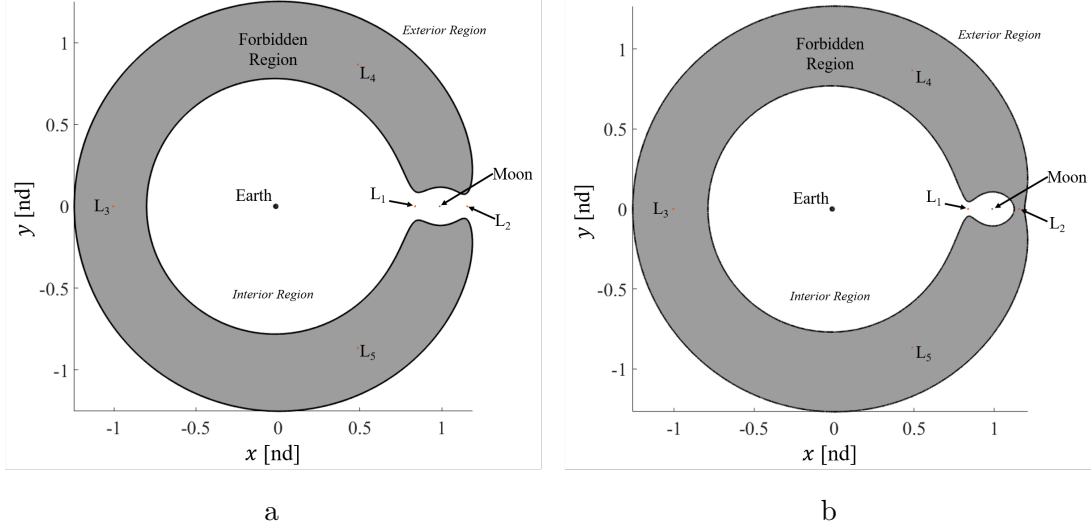 Exterior Region
Forbidden
Region
L4
Moon
Earth
L1
L3
L2
Interior Region
L5
1
0.5
0
-0.5
-1
y [nd]
-1
-0.5
0
0.5
1
x [nd]
a
Exterior Region
Forbidden
Region
L4
Moon
Earth
L1
L3
L2
Interior Region
L5
1
0.5
0
-0.5
-1
y [nd]
-1
-0.5
0
0.5
1
x [nd]
b